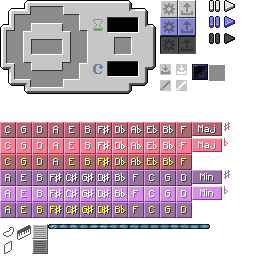 C
C G D A E B F# Db Ab Eb Bb F Maj #
C G D A E B F# Db Ab Eb Bb F Maj b
C G D A E B F# Db Ab Eb Bb F
A E B F# C# G# D# Bb F C G D Min #
A E B F# C# G# D# Bb F C G D Min b
A E B F# C# G# D# Bb F C G D